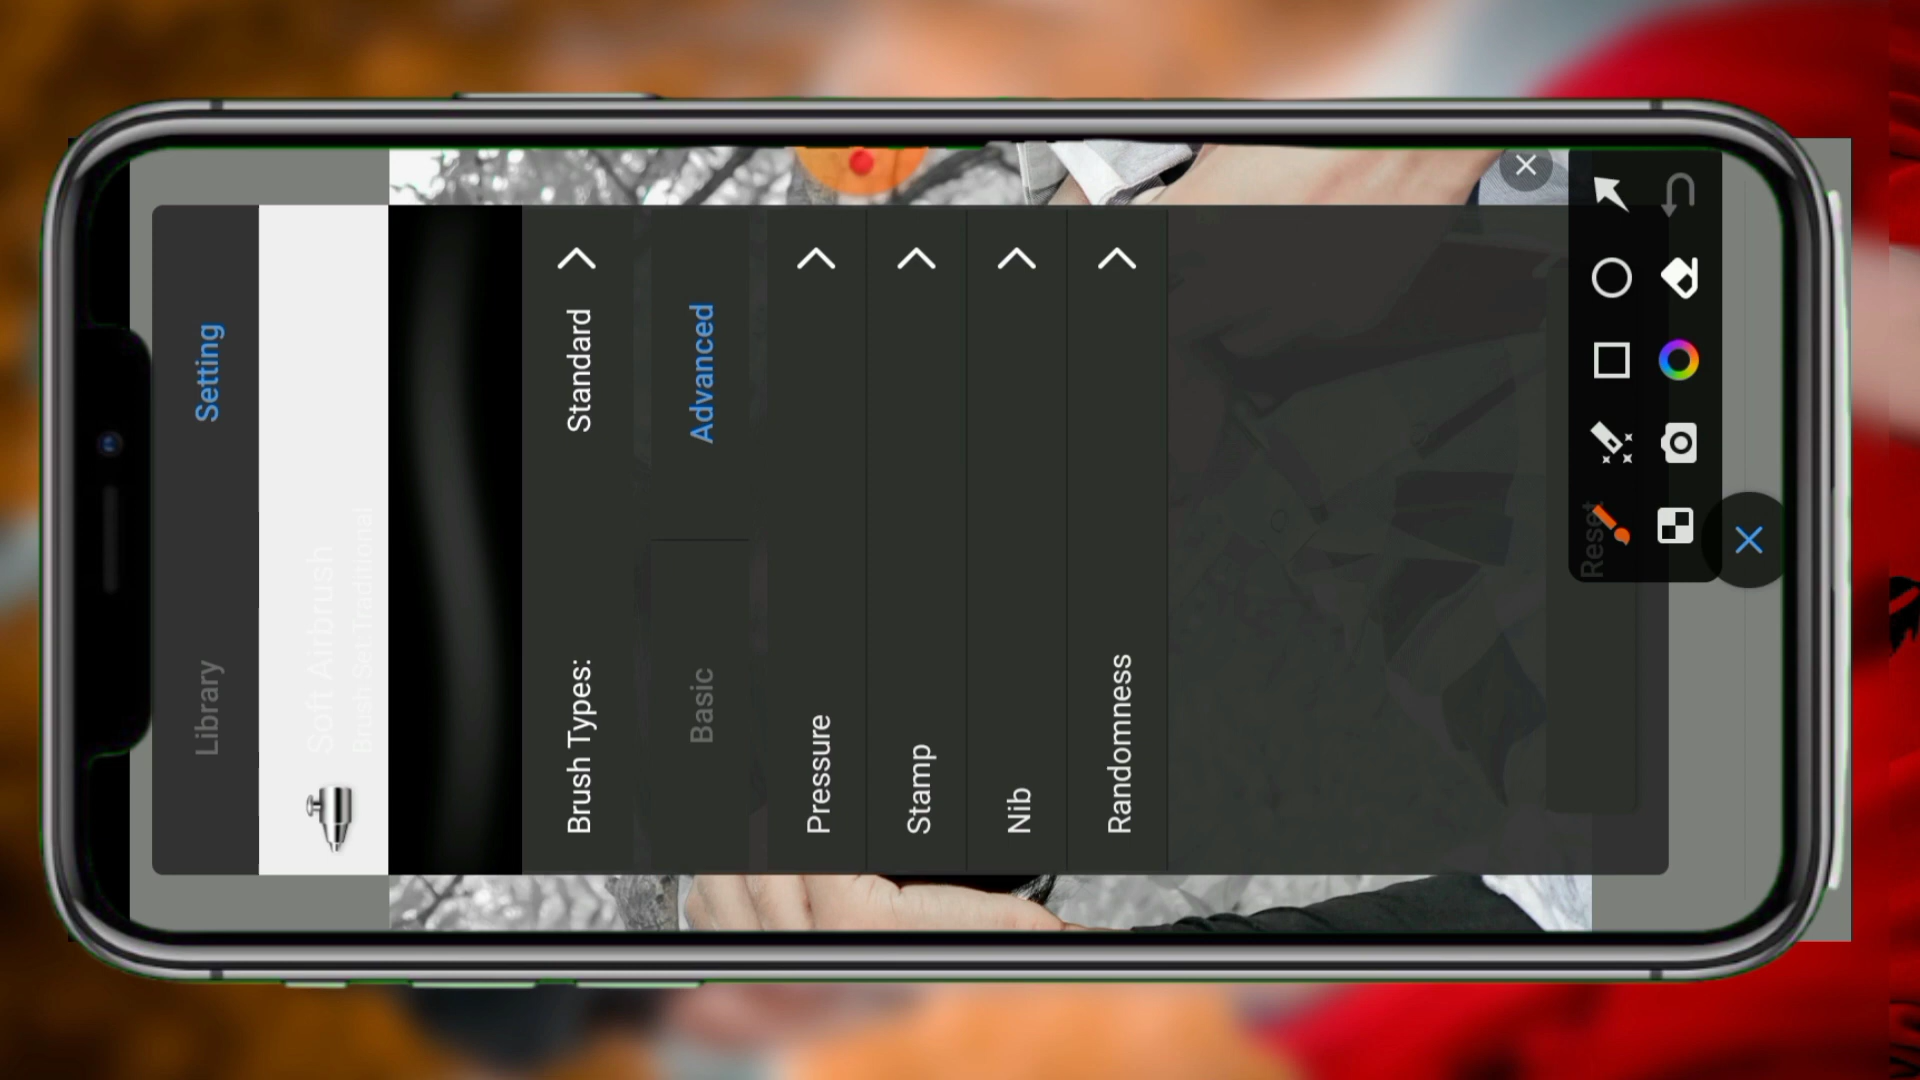 Library
Setting
Soft Airbrush
Brush Set:Traditional
Brush Types:
Standard
Basic
Advanced
Pressure
Stamp
Nib
Randomness
Reset